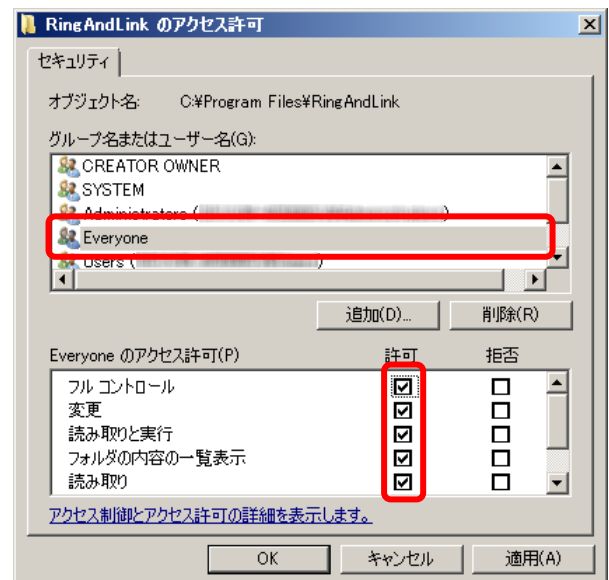 RingAndLink のアクセス許可
セキュリティ
オブジェクト名: C:¥Program Files¥RingAndLink
グループ名またはユーザー名(G):
CREATOR OWNER
SYSTEM
Administrators (
Everyone
Users (
追加(D)... 削除(R)
Everyone のアクセス許可(P) 許可 拒否
フル コントロール
変更
読み取りと実行
フォルダの内容の一覧表示
読み取り
アクセス制御とアクセス許可の詳細を表示します。
OK キャンセル 適用(A)